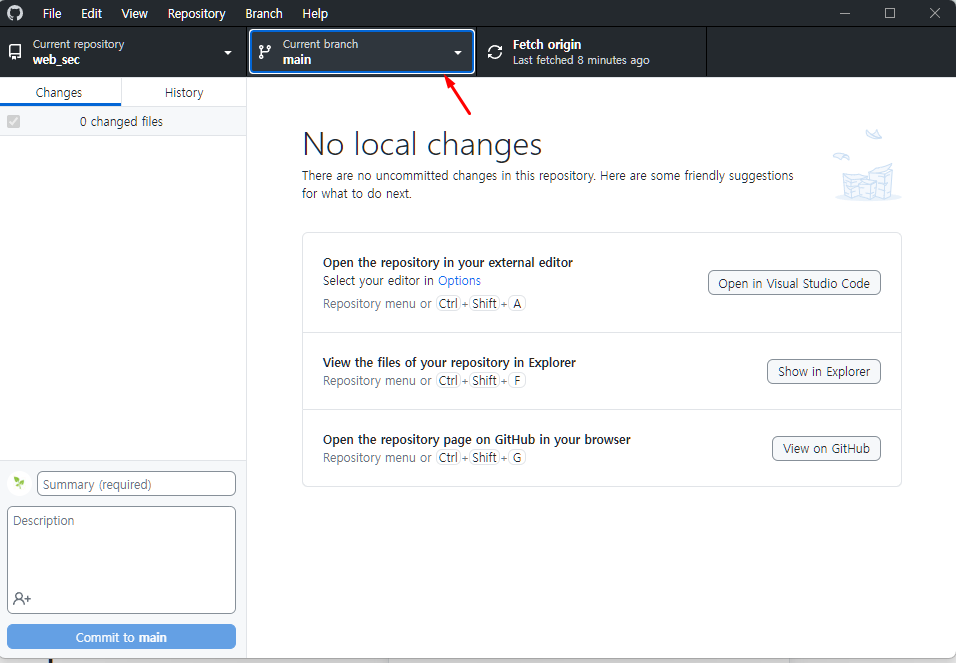 File Edit View Repository Branch Help
Current repository
web_sec
Current branch
main
Fetch origin
Last fetched 8 minutes ago
Changes
History
0 changed files
No local changes
There are no uncommitted changes in this repository. Here are some friendly suggestions
for what to do next.
Open the repository in your external editor
Select your editor in Options
Repository menu or Ctrl + Shift + A
Open in Visual Studio Code
View the files of your repository in Explorer
Repository menu or Ctrl + Shift + F
Show in Explorer
Open the repository page on GitHub in your browser
Repository menu or Ctrl + Shift + G
View on GitHub
Summary (required)
Description
Commit to main